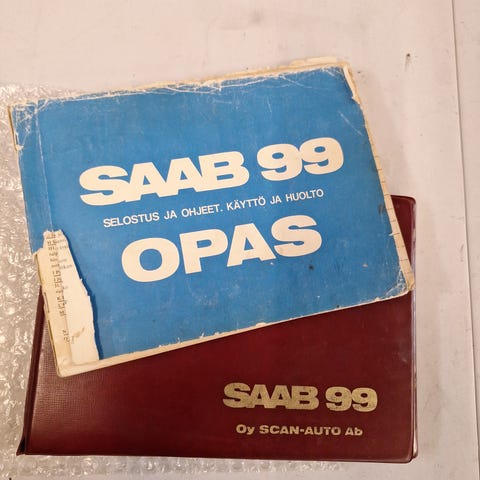 SAAB 99
SELOSTUS JA OHJEET. KÄYTTÖ JA HUOLTO
OPAS
SAAB 99
Oy SCAN-AUTO Ab